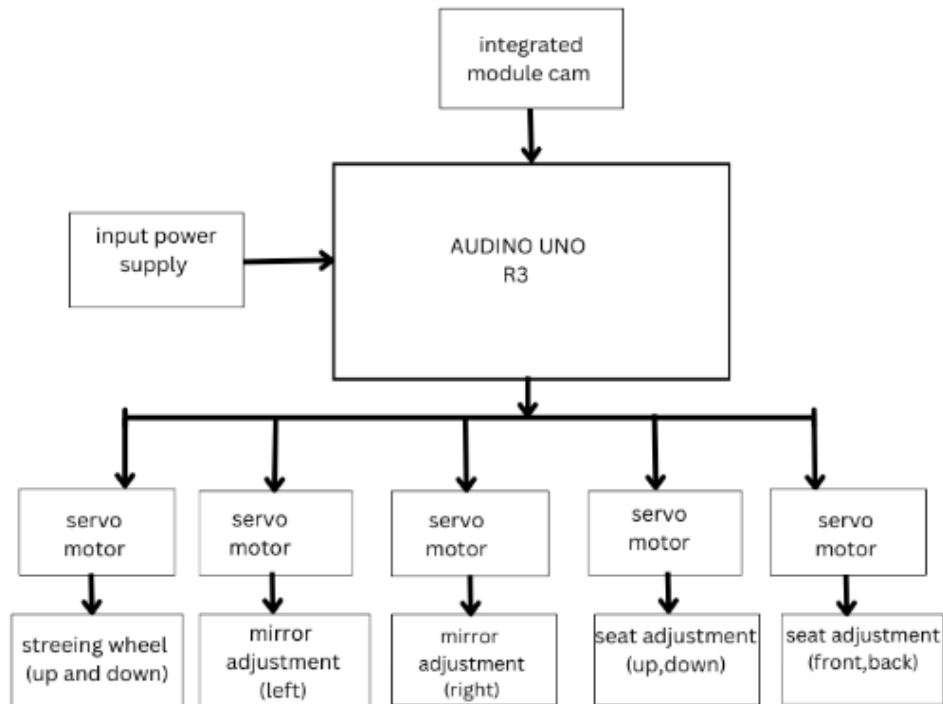 integrated
module cam
input power
supply
AUDINO UNO
R3
servo
motor
servo
motor
servo
motor
servo
motor
servo
motor
streeing wheel
(up and down)
mirror
adjustment
(left)
mirror
adjustment
(right)
seat adjustment
(up,down)
seat adjustment
(front,back)